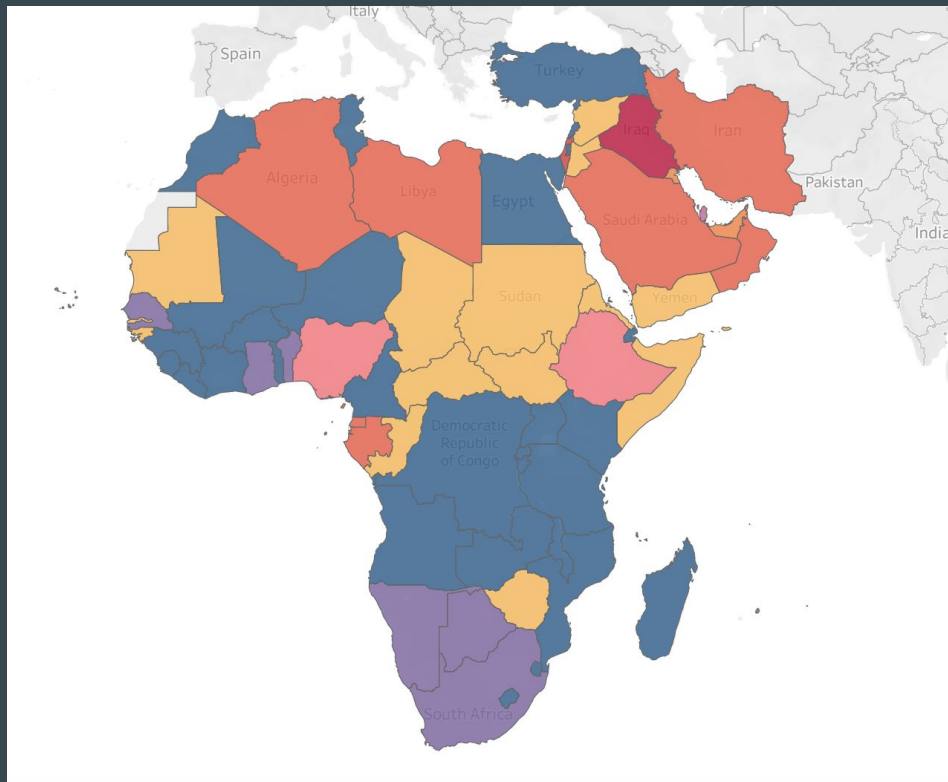 Italy
Spain
Turkey
Iraq
Iran
Algeria
Libya
Egypt
Pakistan
Saudi Arabia
India
Sudan
Yemen
Democratic
Republic
of Congo
South Africa